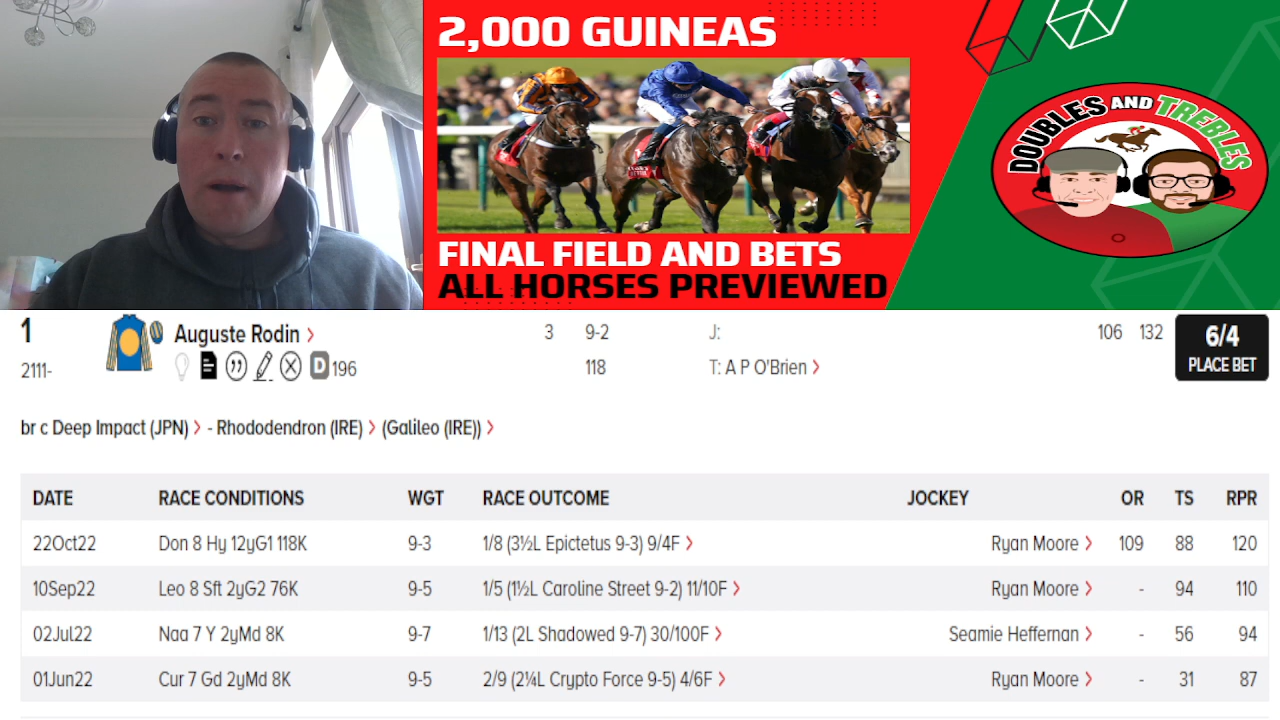 2,000 GUINEAS
FINAL FIELD AND BETS
ALL HORSES PREVIEWED
DOUBLES AND TREBLES
1 Auguste Rodin 3 9-2 J: 106 132 6/4
2111- D 196 118 T: A P O'Brien PLACE BET
br c Deep Impact (JPN) - Rhododendron (IRE) (Galileo (IRE))
DATE RACE CONDITIONS WGT RACE OUTCOME JOCKEY OR TS RPR
22Oct22 Don 8 Hy 12yG1 118K 9-3 1/8 (3½L Epictetus 9-3) 9/4F Ryan Moore 109 88 120
10Sep22 Leo 8 Sft 2yG2 76K 9-5 1/5 (1½L Caroline Street 9-2) 11/10F Ryan Moore - 94 110
02Jul22 Naa 7 Y 2yMd 8K 9-7 1/13 (2L Shadowed 9-7) 30/100F Seamie Heffernan - 56 94
01Jun22 Cur 7 Gd 2yMd 8K 9-5 2/9 (2¼L Crypto Force 9-5) 4/6F Ryan Moore - 31 87